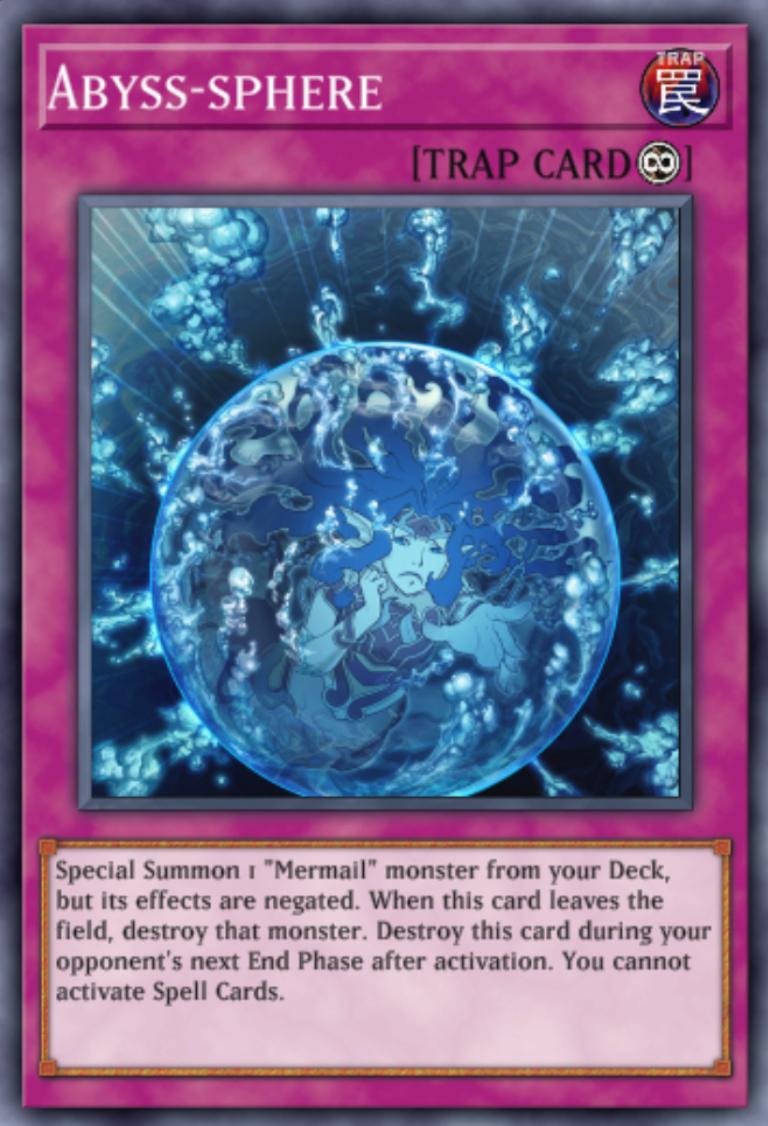 Abyss-sphere
TRAP
罠
[TRAP CARD]
Special Summon 1 "Mermail" monster from your Deck,
but its effects are negated. When this card leaves the
field, destroy that monster. Destroy this card during your
opponent's next End Phase after activation. You cannot
activate Spell Cards.